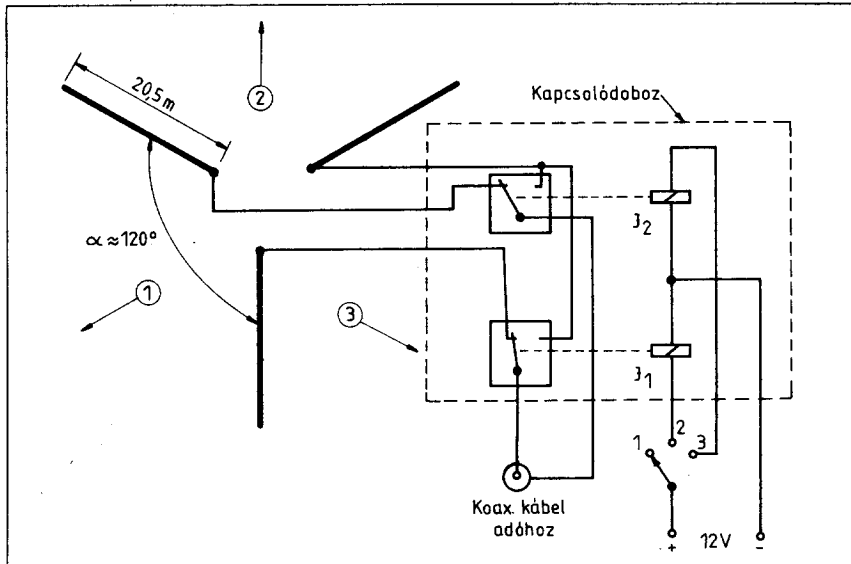 20,5 m
2
Kapcsolódoboz
α ≈ 120°
J2
1
3
J1
1
2
3
Koax. kábel
adóhoz
+ 12V -